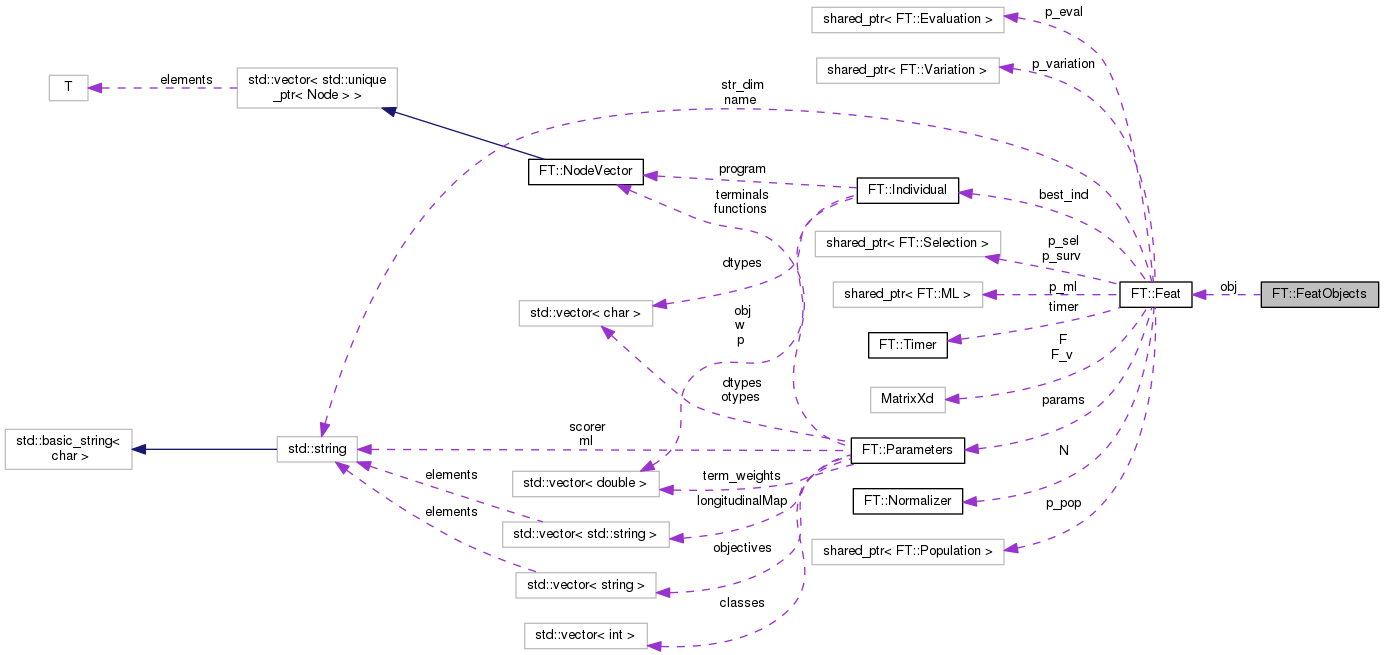 shared_ptr< FT::Evaluation >
p_eval
shared_ptr< FT::Variation >
p_variation
T
elements
std::vector< std::unique
_ptr< Node > >
str_dim
name
FT::NodeVector
program
terminals
functions
FT::Individual
best_ind
shared_ptr< FT::Selection >
p_sel
p_surv
dtypes
std::vector< char >
obj
w
p
shared_ptr< FT::ML >
p_ml
timer
FT::Feat
obj
FT::FeatObjects
FT::Timer
F
F_v
MatrixXd
dtypes
otypes
params
std::basic_string<
char >
std::string
scorer
ml
FT::Parameters
N
elements
std::vector< double >
term_weights
longitudinalMap
FT::Normalizer
p_pop
elements
std::vector< std::string >
objectives
shared_ptr< FT::Population >
std::vector< string >
classes
std::vector< int >